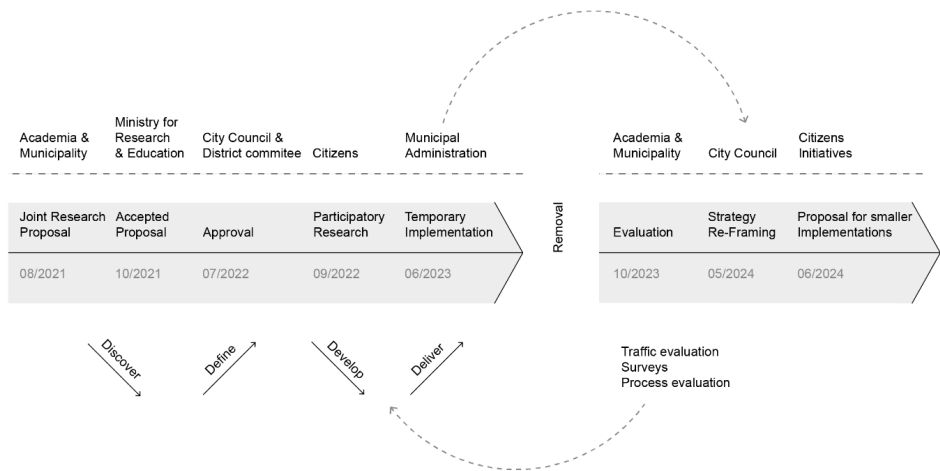 Academia &
Municipality
Ministry for
Research
& Education
City Council &
District commitee
Citizens
Municipal
Administration
Academia &
Municipality
City Council
Citizens
Initiatives
Joint Research
Proposal
Accepted
Proposal
Approval
Participatory
Research
Temporary
Implementation
Removal
Evaluation
Strategy
Re-Framing
Proposal for smaller
Implementations
08/2021
10/2021
07/2022
09/2022
06/2023
10/2023
05/2024
06/2024
Discover
Define
Develop
Deliver
Traffic evaluation
Surveys
Process evaluation